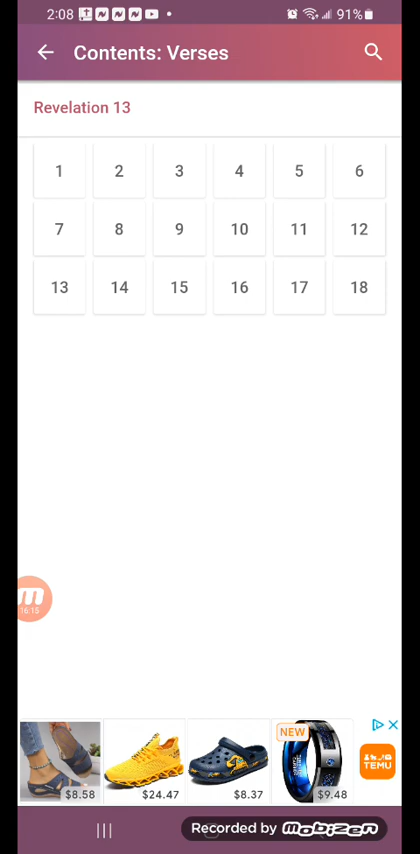 2:08 91%
Contents: Verses
Revelation 13
1 2 3 4 5 6
7 8 9 10 11 12
13 14 15 16 17 18
16:15
NEW
TEMU
$8.58 $24.47 $8.37 $9.48
Recorded by mobizen